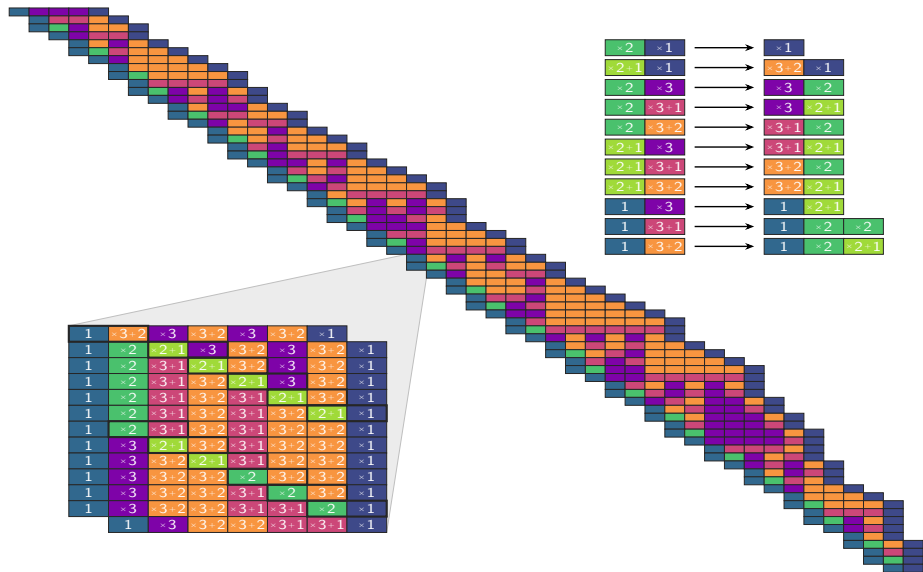 ×2 ×1 ×1
×2+1 ×1 ×3+2 ×1
×2 ×3 ×3 ×2
×2 ×3+1 ×3 ×2+1
×2 ×3+2 ×3+1 ×2
×2+1 ×3 ×3+1 ×2+1
×2+1 ×3+1 ×3+2 ×2
×2+1 ×3+2 ×3+2 ×2+1
1 ×3 1 ×2+1
1 ×3+1 1 ×2 ×2
1 ×3+2 1 ×2 ×2+1
1 ×3+2 ×3 ×3+2 ×3 ×3+2 ×1
1 ×2 ×2+1 ×3 ×3+2 ×3 ×3+2 ×1
1 ×2 ×3+1 ×2+1 ×3+2 ×3 ×3+2 ×1
1 ×2 ×3+1 ×3+2 ×2+1 ×3 ×3+2 ×1
1 ×2 ×3+1 ×3+2 ×3+1 ×2+1 ×3+2 ×1
1 ×2 ×3+1 ×3+2 ×3+1 ×3+2 ×2+1 ×1
1 ×2 ×3+1 ×3+2 ×3+1 ×3+2 ×3+2 ×1
1 ×3 ×2+1 ×3+2 ×3+1 ×3+2 ×3+2 ×1
1 ×3 ×3+2 ×2+1 ×3+1 ×3+2 ×3+2 ×1
1 ×3 ×3+2 ×3+2 ×2 ×3+2 ×3+2 ×1
1 ×3 ×3+2 ×3+2 ×3+1 ×2 ×3+2 ×1
1 ×3 ×3+2 ×3+2 ×3+1 ×3+1 ×2 ×1
1 ×3 ×3+2 ×3+2 ×3+1 ×3+1 ×1